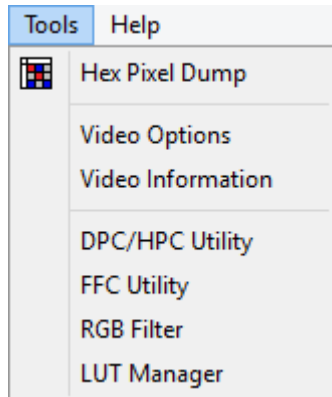 Tools Help
Hex Pixel Dump
Video Options
Video Information
DPC/HPC Utility
FFC Utility
RGB Filter
LUT Manager